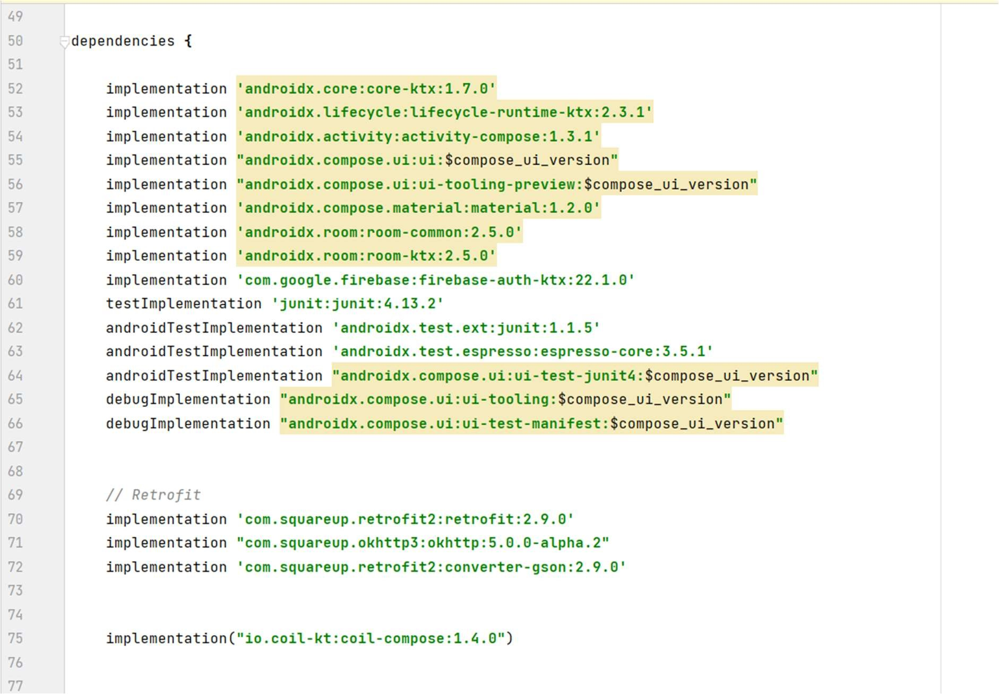 49
50 dependencies {
51
52 implementation 'androidx.core:core-ktx:1.7.0'
53 implementation 'androidx.lifecycle:lifecycle-runtime-ktx:2.3.1'
54 implementation 'androidx.activity:activity-compose:1.3.1'
55 implementation "androidx.compose.ui:ui:$compose_ui_version"
56 implementation "androidx.compose.ui:ui-tooling-preview:$compose_ui_version"
57 implementation 'androidx.compose.material:material:1.2.0'
58 implementation 'androidx.room:room-common:2.5.0'
59 implementation 'androidx.room:room-ktx:2.5.0'
60 implementation 'com.google.firebase:firebase-auth-ktx:22.1.0'
61 testImplementation 'junit:junit:4.13.2'
62 androidTestImplementation 'androidx.test.ext:junit:1.1.5'
63 androidTestImplementation 'androidx.test.espresso:espresso-core:3.5.1'
64 androidTestImplementation "androidx.compose.ui:ui-test-junit4:$compose_ui_version"
65 debugImplementation "androidx.compose.ui:ui-tooling:$compose_ui_version"
66 debugImplementation "androidx.compose.ui:ui-test-manifest:$compose_ui_version"
67
68
69 // Retrofit
70 implementation 'com.squareup.retrofit2:retrofit:2.9.0'
71 implementation "com.squareup.okhttp3:okhttp:5.0.0-alpha.2"
72 implementation 'com.squareup.retrofit2:converter-gson:2.9.0'
73
74
75 implementation("io.coil-kt:coil-compose:1.4.0")
76
77